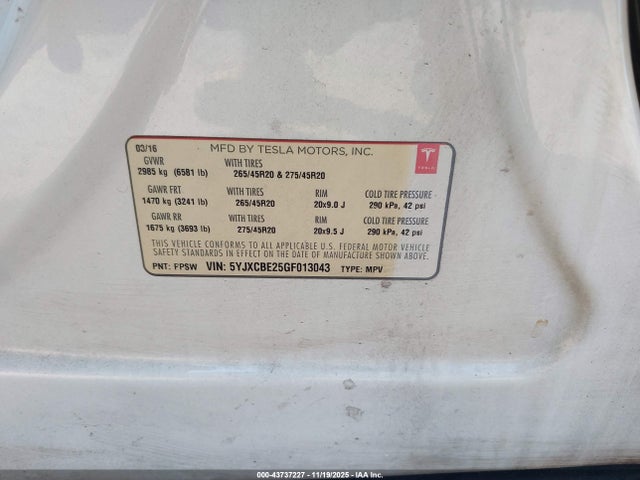 03/16 MFD BY TESLA MOTORS, INC.
GVWR WITH TIRES
2985 kg (6581 lb) 265/45R20 & 275/45R20
GAWR FRT WITH TIRES RIM COLD TIRE PRESSURE
1470 kg (3241 lb) 265/45R20 20x9.0 J 290 kPa, 42 psi
GAWR RR WITH TIRES RIM COLD TIRE PRESSURE
1675 kg (3693 lb) 275/45R20 20x9.5 J 290 kPa, 42 psi
THIS VEHICLE CONFORMS TO ALL APPLICABLE U.S. FEDERAL MOTOR VEHICLE
SAFETY STANDARDS IN EFFECT ON THE DATE OF MANUFACTURE SHOWN ABOVE.
PNT: PPSW VIN: 5YJXCBE25GF013043 TYPE: MPV
TESLA
000-43737227 - 11/19/2025 - IAA Inc.